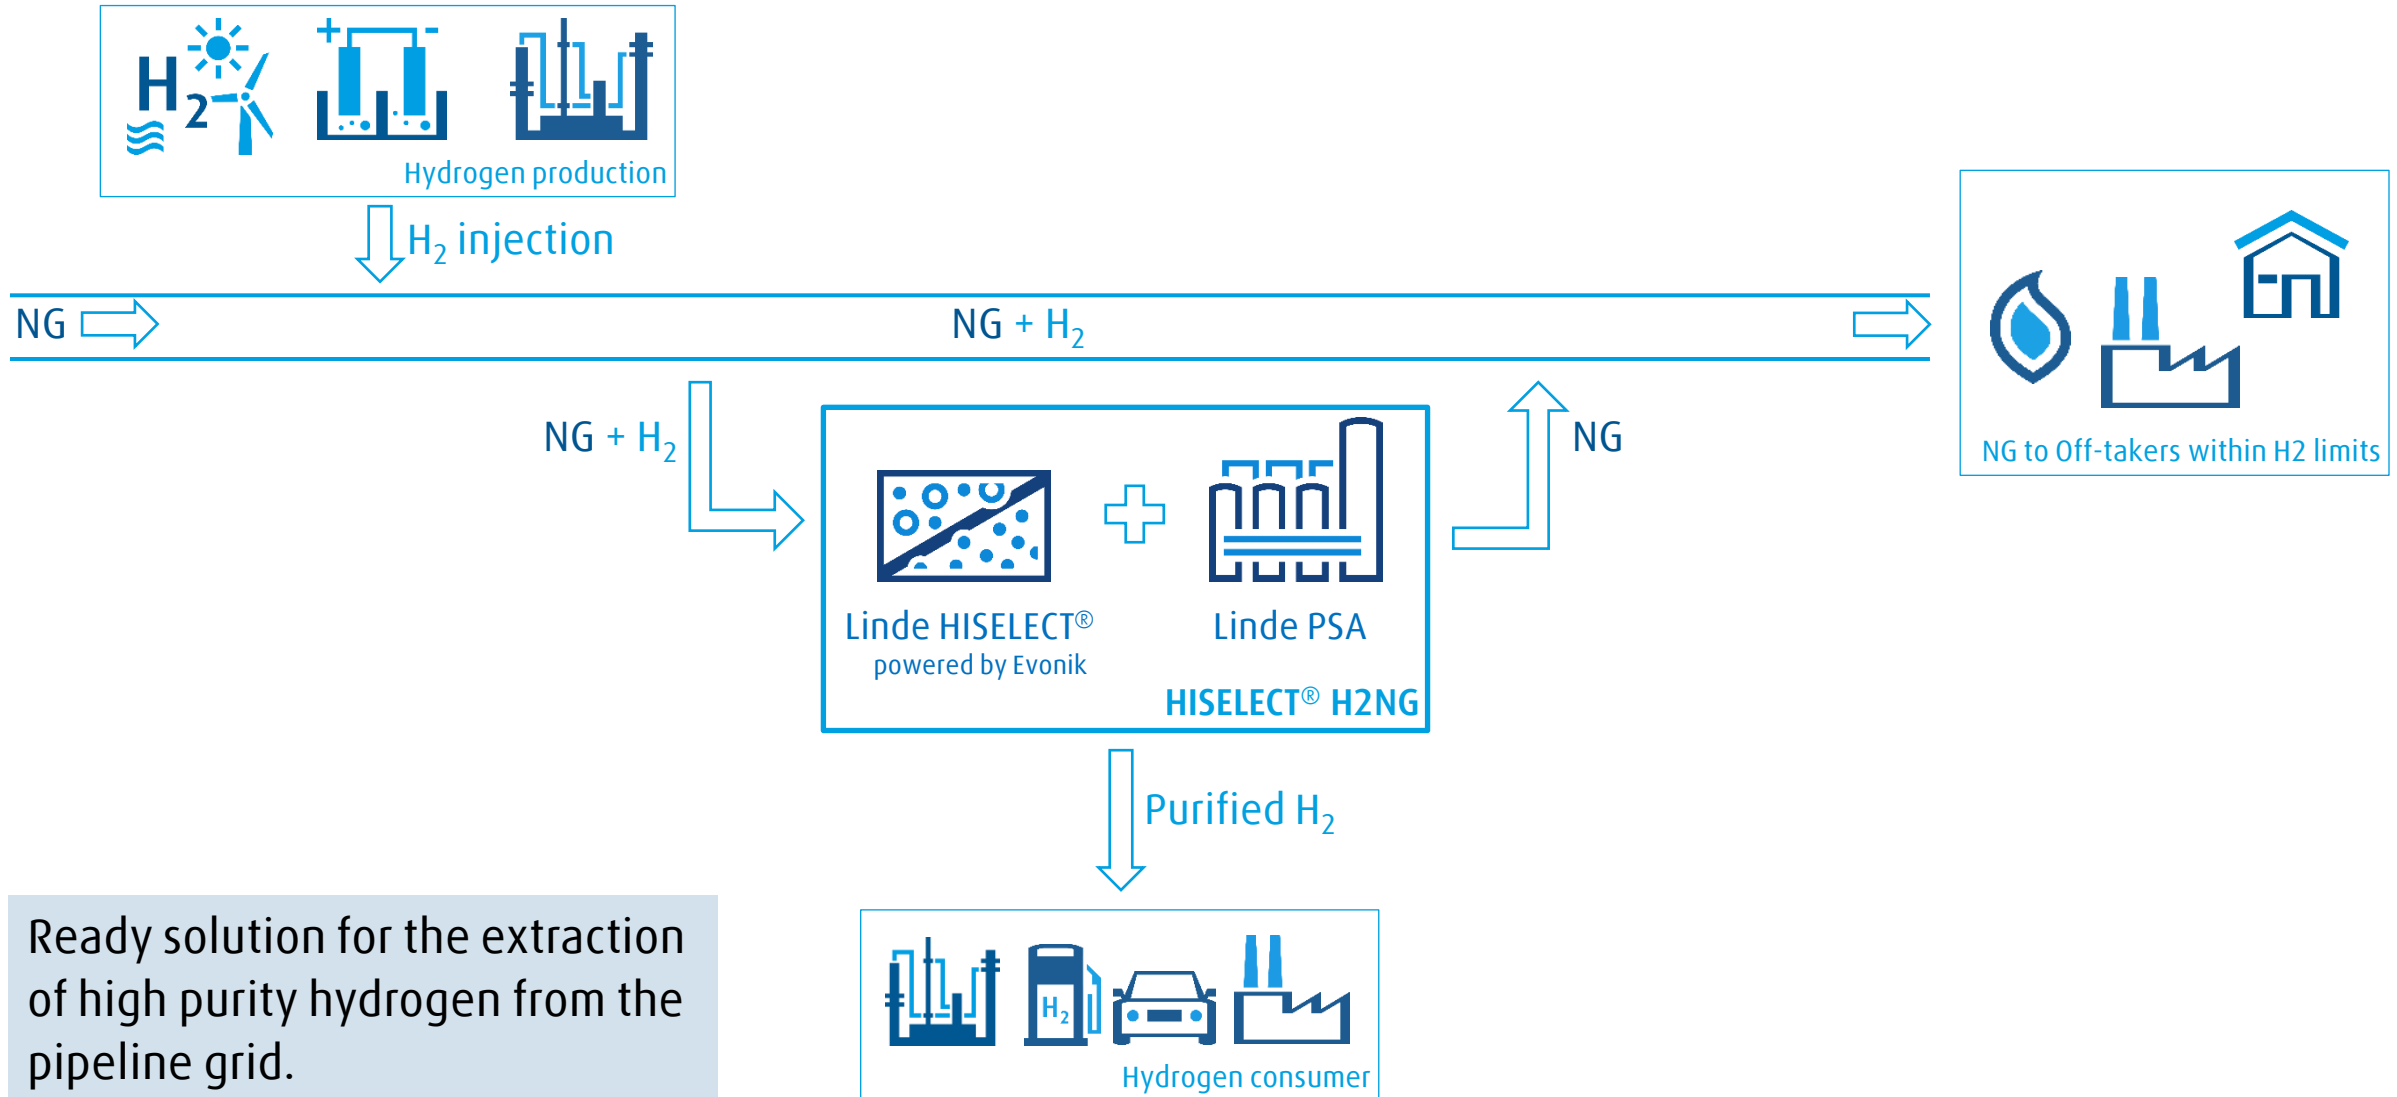 H₂
+ -
Hydrogen production
H₂ injection
NG
NG + H₂
NG + H₂
NG
NG to Off-takers within H2 limits
Linde HISELECT®
powered by Evonik
Linde PSA
HISELECT® H2NG
Purified H₂
H₂
Hydrogen consumer
Ready solution for the extraction
of high purity hydrogen from the
pipeline grid.